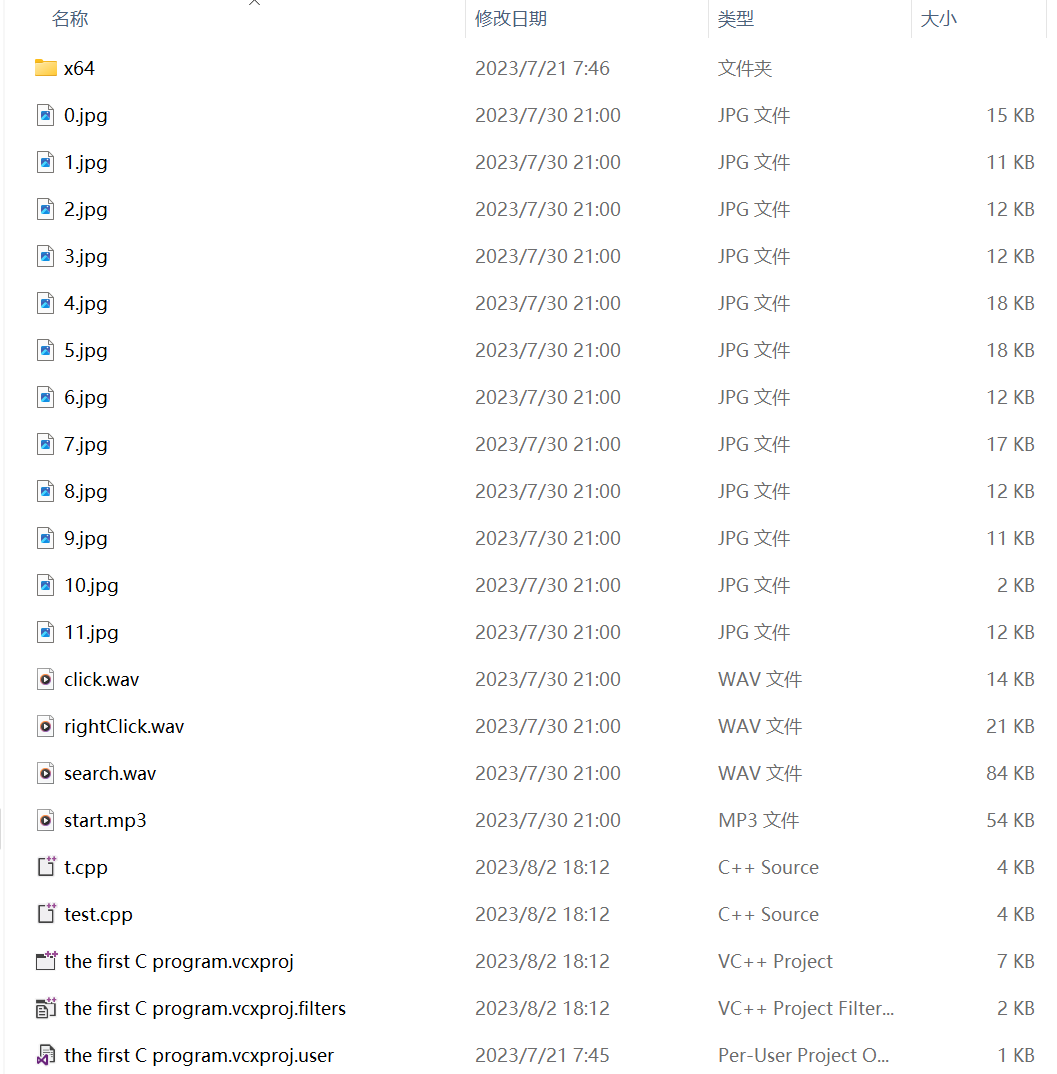 名称 修改日期 类型 大小
x64 2023/7/21 7:46 文件夹
0.jpg 2023/7/30 21:00 JPG 文件 15 KB
1.jpg 2023/7/30 21:00 JPG 文件 11 KB
2.jpg 2023/7/30 21:00 JPG 文件 12 KB
3.jpg 2023/7/30 21:00 JPG 文件 12 KB
4.jpg 2023/7/30 21:00 JPG 文件 18 KB
5.jpg 2023/7/30 21:00 JPG 文件 18 KB
6.jpg 2023/7/30 21:00 JPG 文件 12 KB
7.jpg 2023/7/30 21:00 JPG 文件 17 KB
8.jpg 2023/7/30 21:00 JPG 文件 12 KB
9.jpg 2023/7/30 21:00 JPG 文件 11 KB
10.jpg 2023/7/30 21:00 JPG 文件 2 KB
11.jpg 2023/7/30 21:00 JPG 文件 12 KB
click.wav 2023/7/30 21:00 WAV 文件 14 KB
rightClick.wav 2023/7/30 21:00 WAV 文件 21 KB
search.wav 2023/7/30 21:00 WAV 文件 84 KB
start.mp3 2023/7/30 21:00 MP3 文件 54 KB
t.cpp 2023/8/2 18:12 C++ Source 4 KB
test.cpp 2023/8/2 18:12 C++ Source 4 KB
the first C program.vcxproj 2023/8/2 18:12 VC++ Project 7 KB
the first C program.vcxproj.filters 2023/8/2 18:12 VC++ Project Filter... 2 KB
the first C program.vcxproj.user 2023/7/21 7:45 Per-User Project O... 1 KB